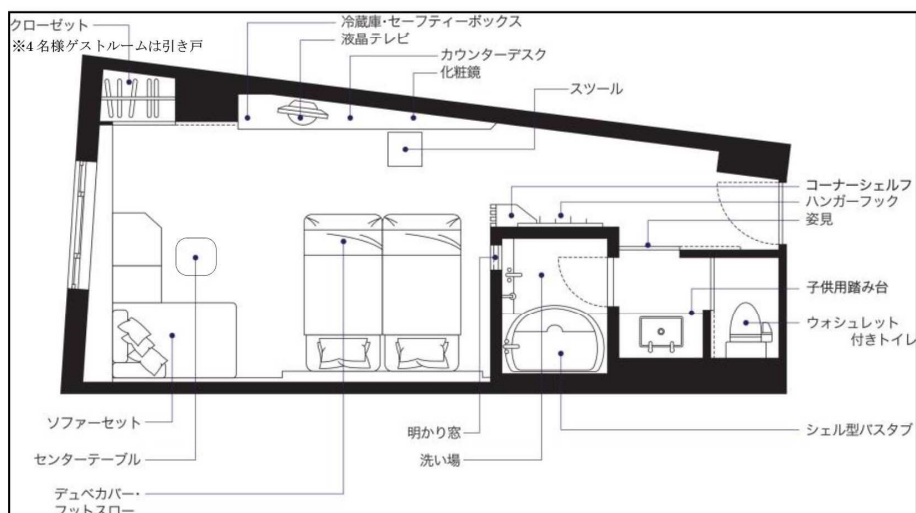 クローゼット
※4名様ゲストルームは引き戸
冷蔵庫・セーフティーボックス
液晶テレビ
カウンターデスク
化粧鏡
スツール
コーナーシェルフ
ハンガーフック
姿見
子供用踏み台
ウォシュレット
付きトイレ
シェル型バスタブ
ソファーセット
センターテーブル
デュベカバー・
フットスロー
明かり窓
洗い場